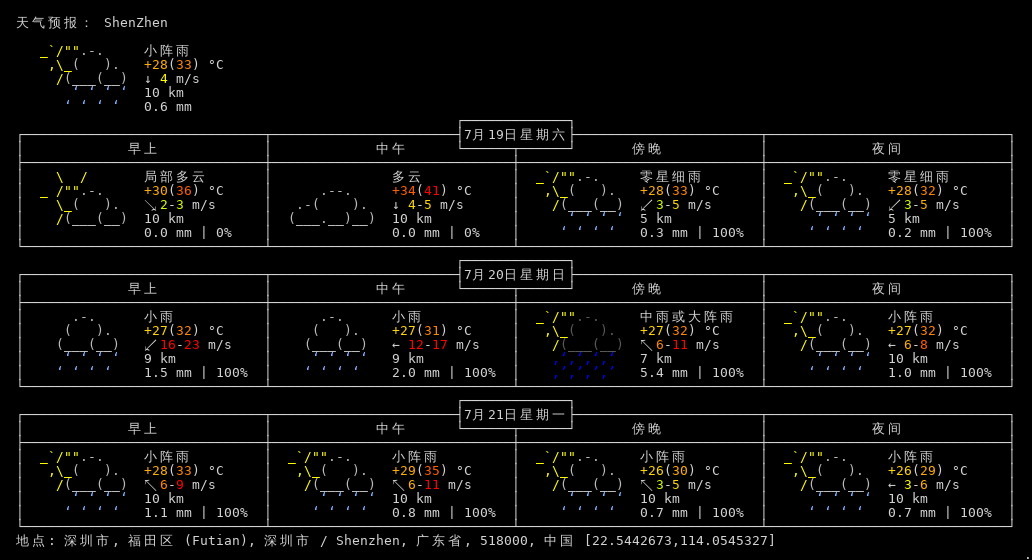 天气预报： ShenZhen
小阵雨
+28(33) °C
↓ 4 m/s
10 km
0.6 mm
7月19日星期六
早上 中午 傍晚 夜间
局部多云 多云 零星细雨 零星细雨
+30(36) °C +34(41) °C +28(33) °C +28(32) °C
↘ 2-3 m/s ↓ 4-5 m/s ↙ 3-5 m/s ↙ 3-5 m/s
10 km 10 km 5 km 5 km
0.0 mm | 0% 0.0 mm | 0% 0.3 mm | 100% 0.2 mm | 100%
7月20日星期日
早上 中午 傍晚 夜间
小雨 小雨 中雨或大阵雨 小阵雨
+27(32) °C +27(31) °C +27(32) °C +27(32) °C
↙ 16-23 m/s ← 12-17 m/s ↖ 6-11 m/s ← 6-8 m/s
9 km 9 km 7 km 10 km
1.5 mm | 100% 2.0 mm | 100% 5.4 mm | 100% 1.0 mm | 100%
7月21日星期一
早上 中午 傍晚 夜间
小阵雨 小阵雨 小阵雨 小阵雨
+28(33) °C +29(35) °C +26(30) °C +26(29) °C
↖ 6-9 m/s ↖ 6-11 m/s ↖ 3-5 m/s ← 3-6 m/s
10 km 10 km 10 km 10 km
1.1 mm | 100% 0.8 mm | 100% 0.7 mm | 100% 0.7 mm | 100%
地点: 深圳市, 福田区 (Futian), 深圳市 / Shenzhen, 广东省, 518000, 中国 [22.5442673,114.0545327]